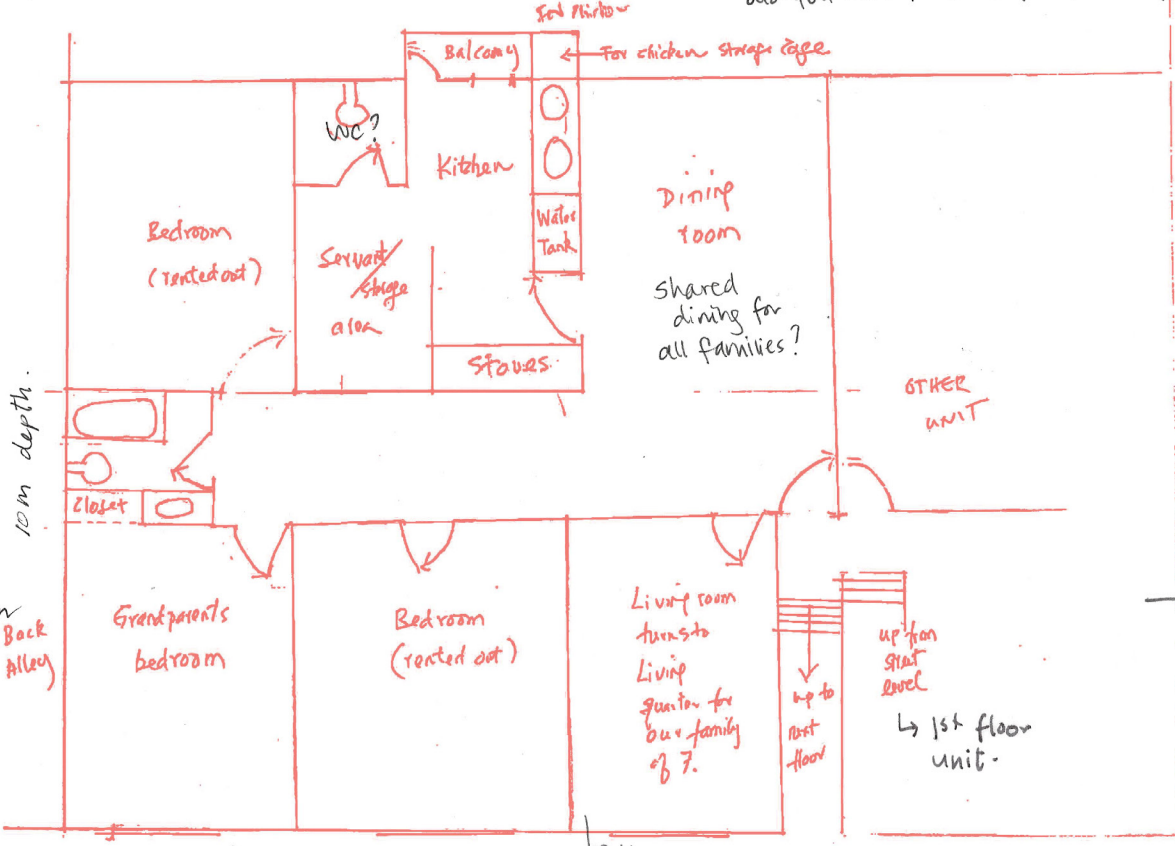 Balcony
← For chicken storage cage
WC?
Kitchen
Dining
room
Water
Tank
Bedroom
(rented out)
Servant/
storage
area
shared
dining for
all families?
Stoves
OTHER
UNIT
10m depth.
Closet
Back
Alley
Grandparents
bedroom
Bedroom
(rented out)
Living room
turns to
Living
quarter for
our family
of 7.
up to
next
floor
up from
street
level
↳ 1st floor
unit.